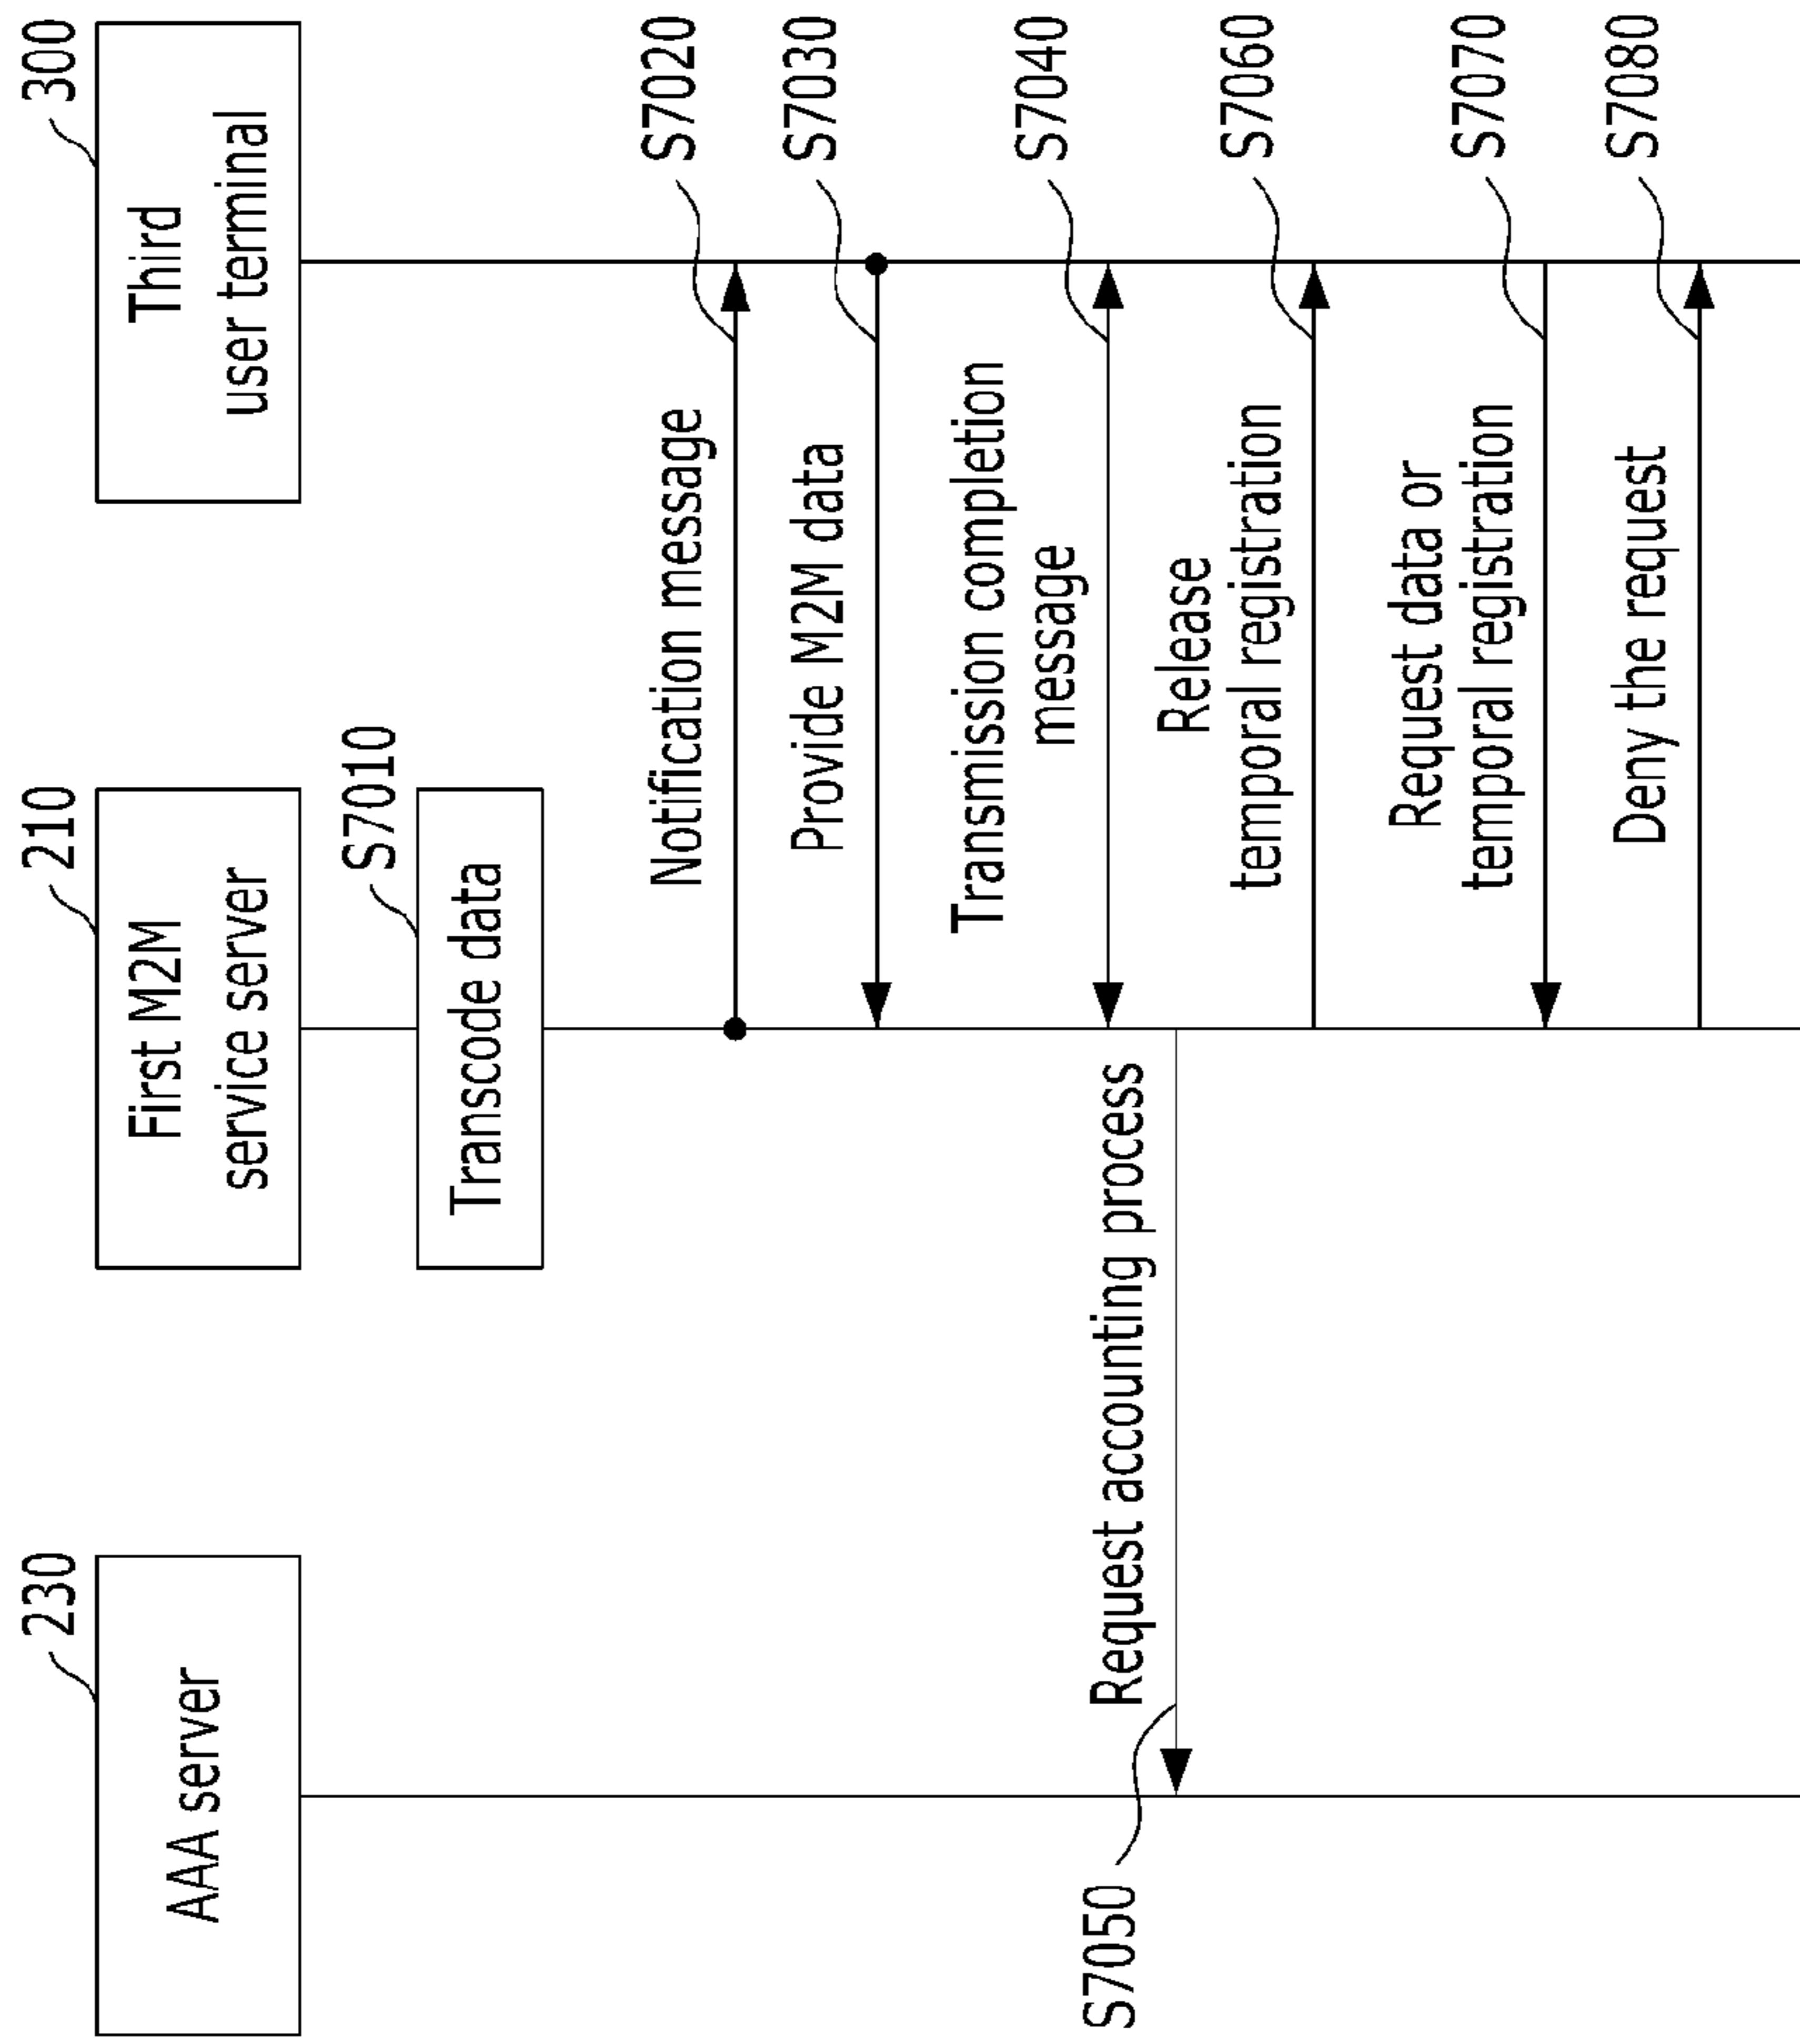 230
AAA server
210
First M2M
service server
300
Third
user terminal
S7010
Transcode data
Notification message
S7020
Provide M2M data
S7030
Transmission completion
message
S7040
S7050
Request accounting process
Release
temporal registration
S7060
Request data or
temporal registration
S7070
Deny the request
S7080